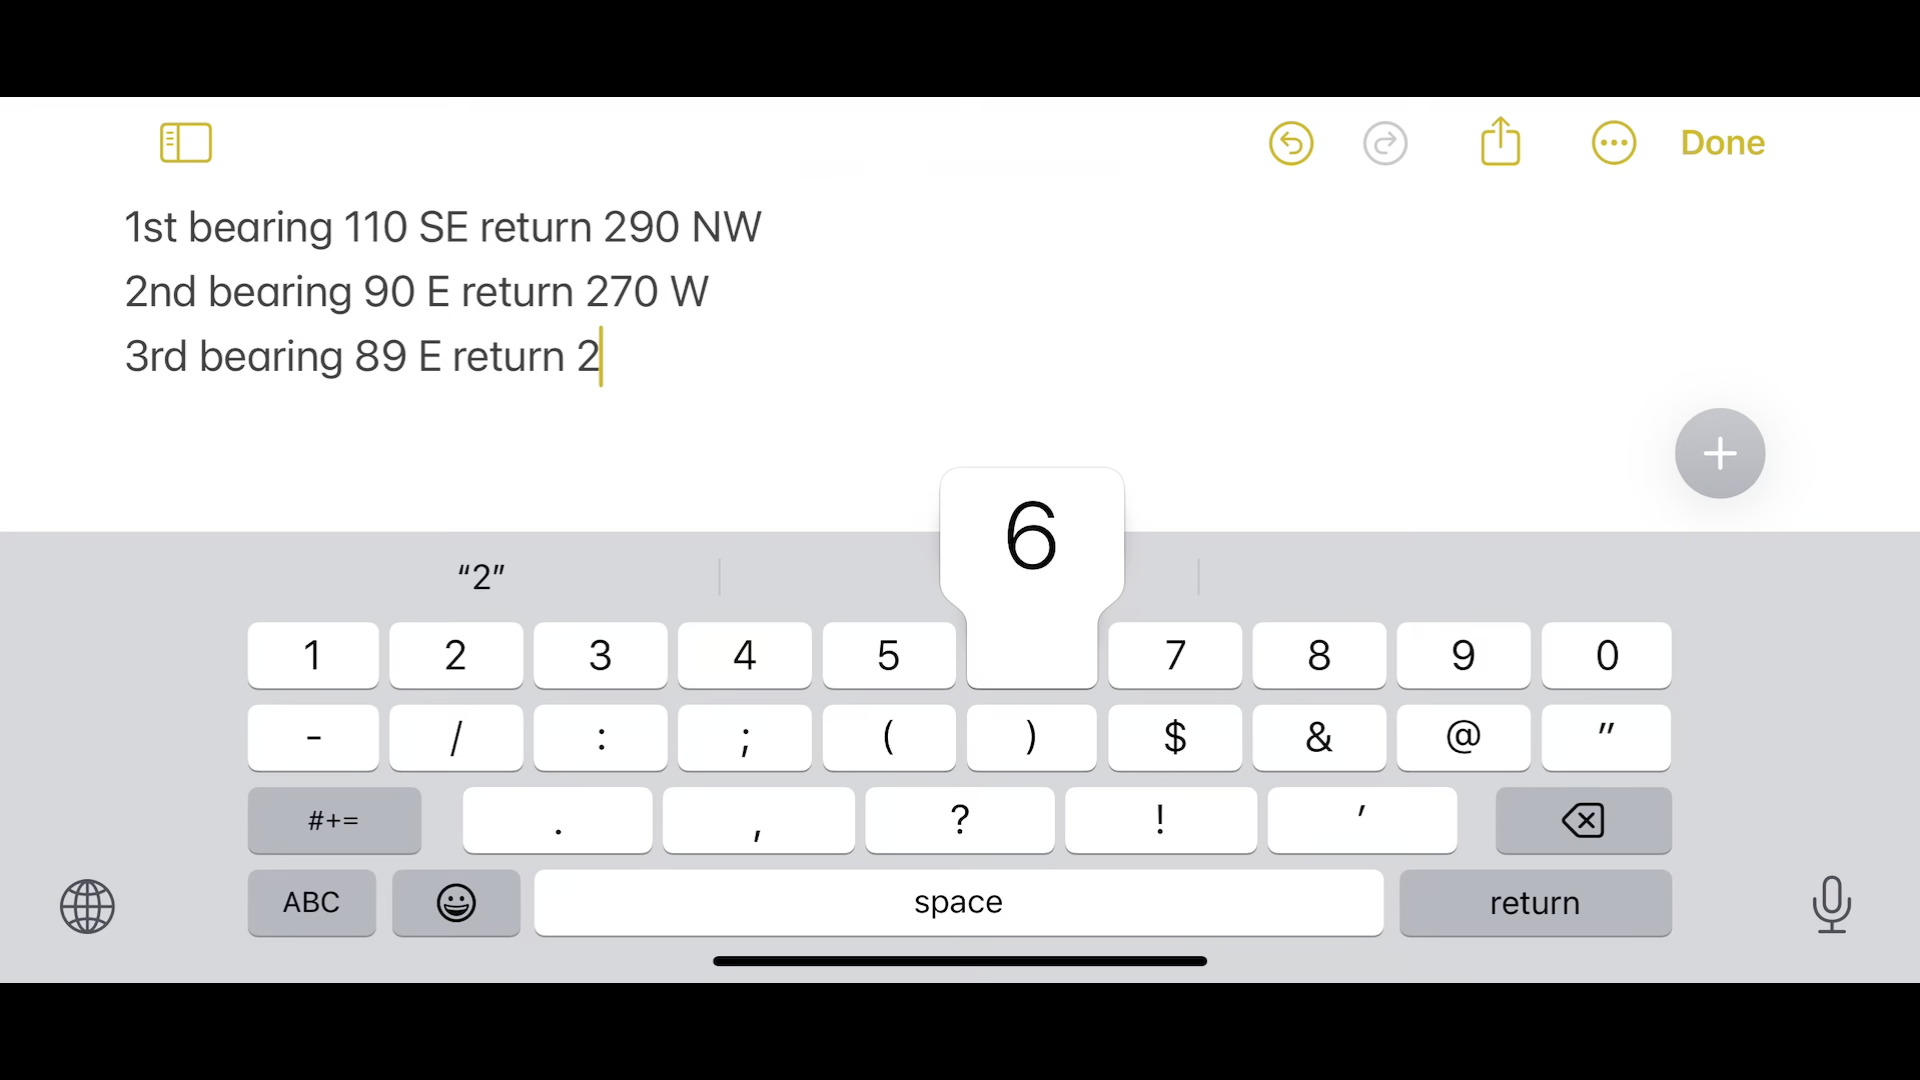 Done
1st bearing 110 SE return 290 NW
2nd bearing 90 E return 270 W
3rd bearing 89 E return 2
6
“2”
1 2 3 4 5 7 8 9 0
- / : ; ( ) $ & @ "
#+= . , ? ! '
ABC space return